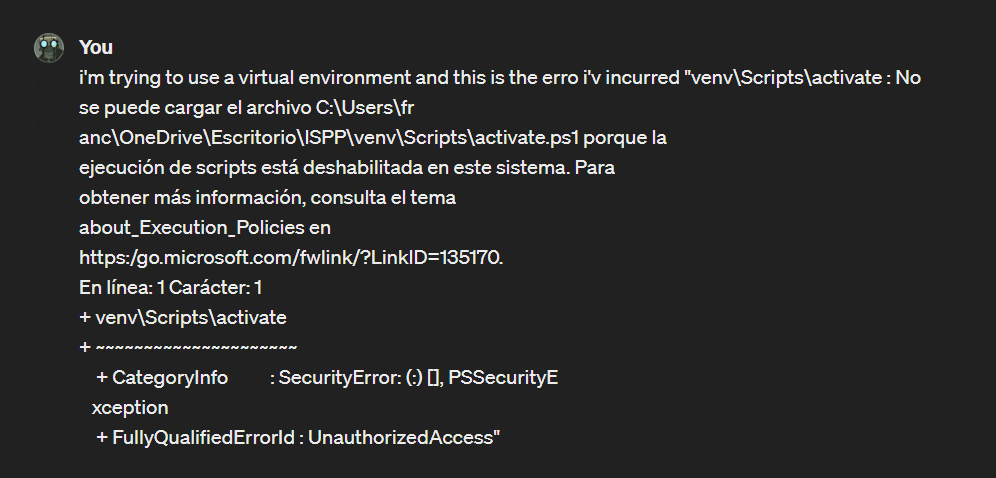 You
i'm trying to use a virtual environment and this is the erro i'v incurred "venv\Scripts\activate : No
se puede cargar el archivo C:\Users\fr
anc\OneDrive\Escritorio\ISPP\venv\Scripts\activate.ps1 porque la
ejecución de scripts está deshabilitada en este sistema. Para
obtener más información, consulta el tema
about_Execution_Policies en
https:/go.microsoft.com/fwlink/?LinkID=135170.
En línea: 1 Carácter: 1
+ venv\Scripts\activate
+ ~~~~~~~~~~~~~~~~~~~~~
+ CategoryInfo : SecurityError: (:) [], PSSecurityE
xception
+ FullyQualifiedErrorId : UnauthorizedAccess"